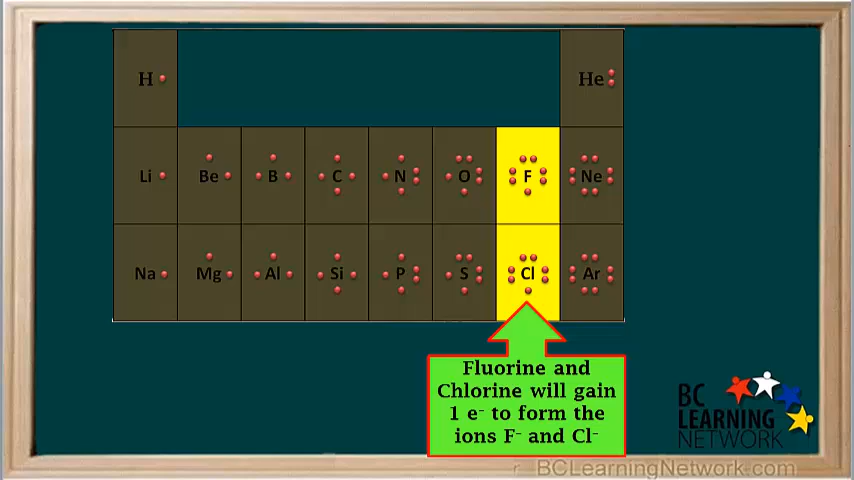 H He
Li Be B C N O F Ne
Na Mg Al Si P S Cl Ar
Fluorine and
Chlorine will gain
1 e⁻ to form the
ions F⁻ and Cl⁻
BC
LEARNING
NETWORK
BCLearningNetwork.com